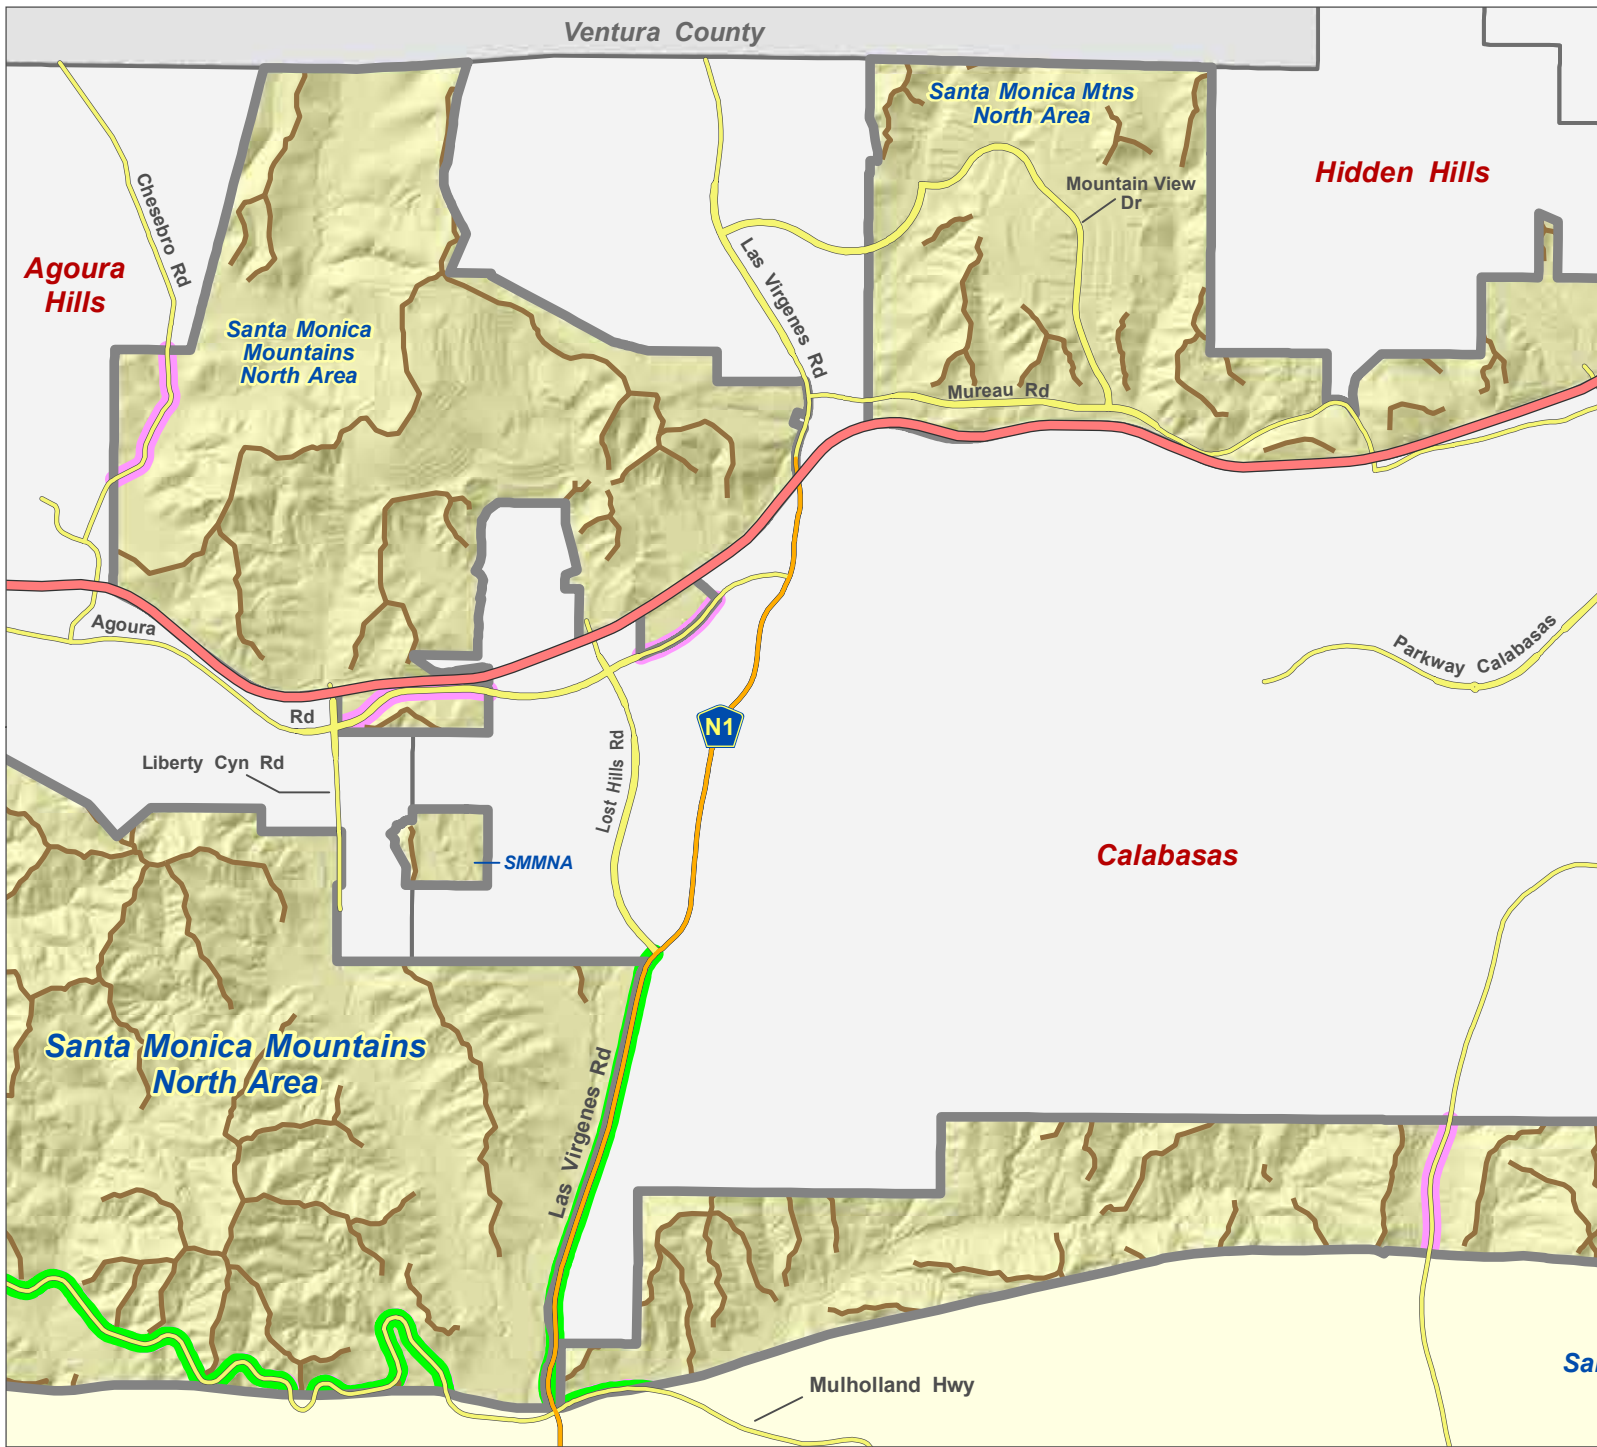 Ventura County
Santa Monica Mtns
North Area
Hidden Hills
Mountain View
Dr
Chesebro Rd
Las Virgenes Rd
Agoura
Hills
Santa Monica
Mountains
North Area
Mureau Rd
Agoura
Rd
Parkway Calabasas
N1
Lost Hills Rd
Liberty Cyn Rd
SMMNA
Calabasas
Santa Monica Mountains
North Area
Las Virgenes Rd
Mulholland Hwy
Sa